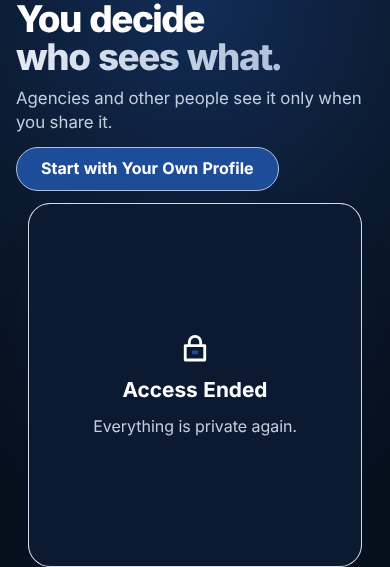 You decide
who sees what.
Agencies and other people see it only when
you share it.
Start with Your Own Profile
Access Ended
Everything is private again.